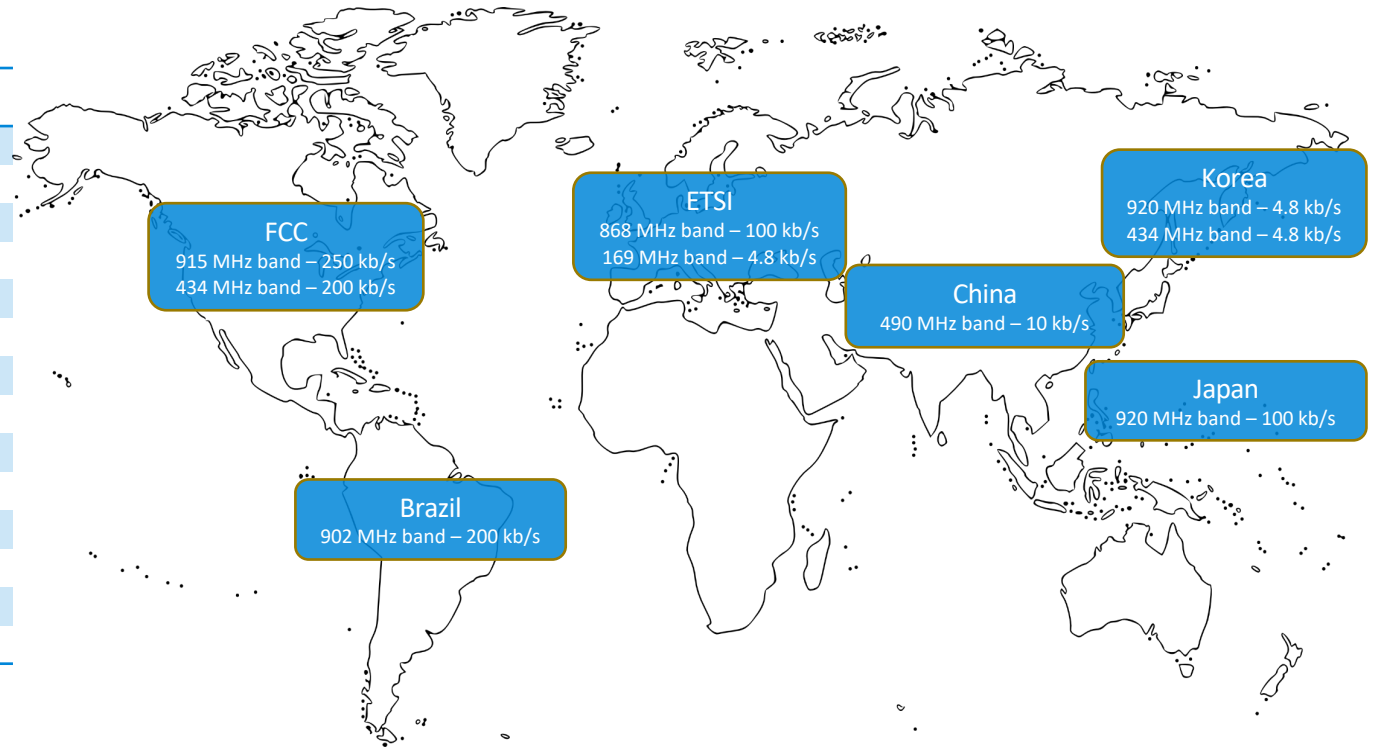 FCC
915 MHz band – 250 kb/s
434 MHz band – 200 kb/s
ETSI
868 MHz band – 100 kb/s
169 MHz band – 4.8 kb/s
Korea
920 MHz band – 4.8 kb/s
434 MHz band – 4.8 kb/s
China
490 MHz band – 10 kb/s
Japan
920 MHz band – 100 kb/s
Brazil
902 MHz band – 200 kb/s